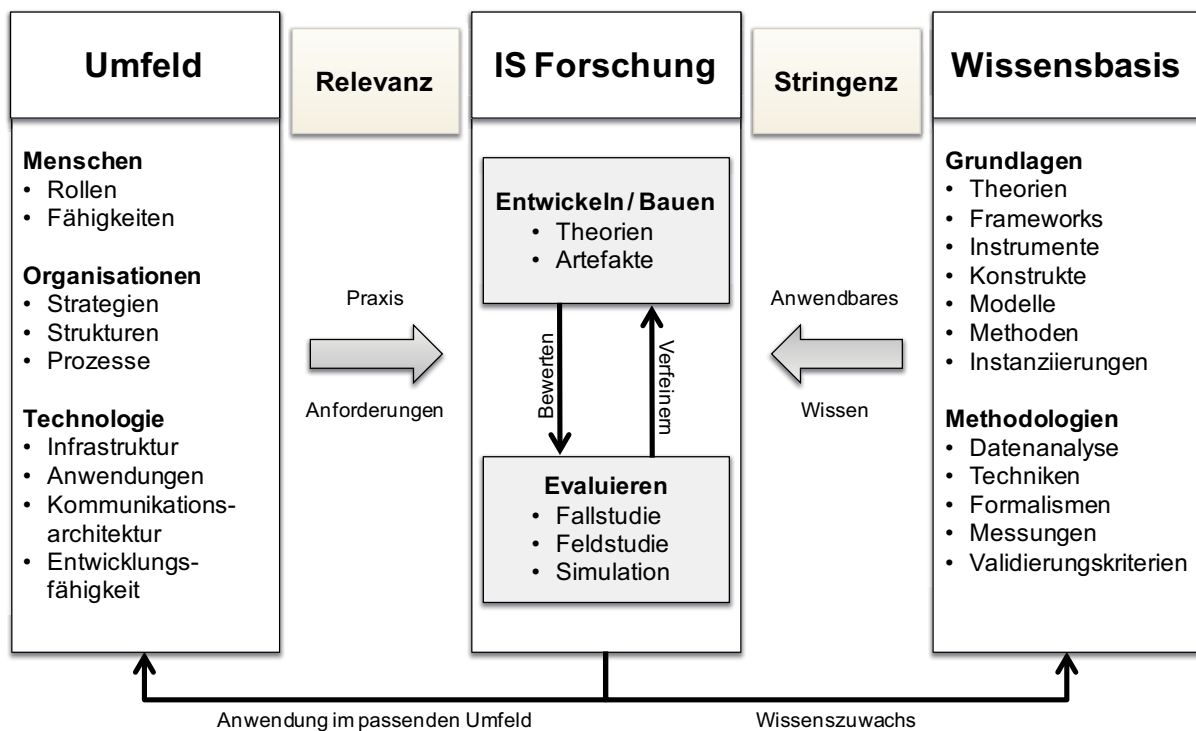 Umfeld
Relevanz
IS Forschung
Stringenz
Wissensbasis
Menschen
• Rollen
• Fähigkeiten
Organisationen
• Strategien
• Strukturen
• Prozesse
Technologie
• Infrastruktur
• Anwendungen
• Kommunikations-
architektur
• Entwicklungs-
fähigkeit
Praxis
Anforderungen
Entwickeln / Bauen
• Theorien
• Artefakte
Bewerten
Verfeinern
Evaluieren
• Fallstudie
• Feldstudie
• Simulation
Anwendbares
Wissen
Grundlagen
• Theorien
• Frameworks
• Instrumente
• Konstrukte
• Modelle
• Methoden
• Instanziierungen
Methodologien
• Datenanalyse
• Techniken
• Formalismen
• Messungen
• Validierungskriterien
Anwendung im passenden Umfeld
Wissenszuwachs